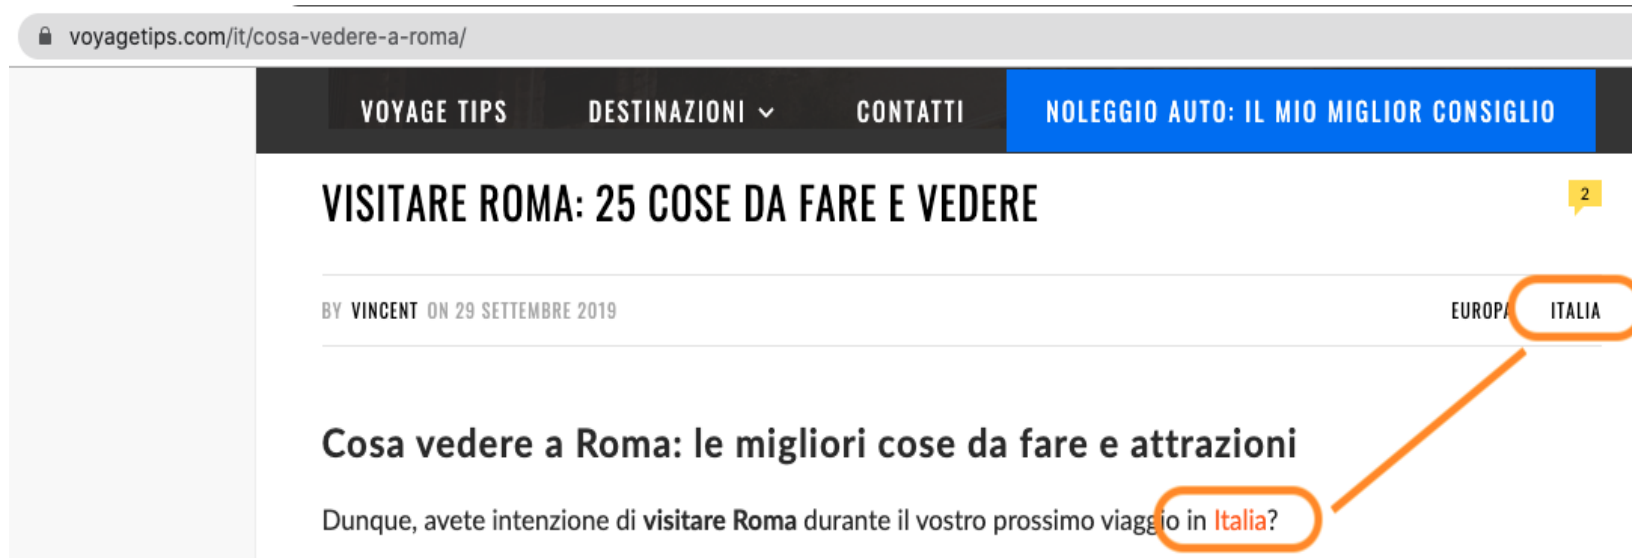 voyagetips.com/it/cosa-vedere-a-roma/
VOYAGE TIPS DESTINAZIONI CONTATTI NOLEGGIO AUTO: IL MIO MIGLIOR CONSIGLIO
VISITARE ROMA: 25 COSE DA FARE E VEDERE 2
BY VINCENT ON 29 SETTEMBRE 2019 EUROPA ITALIA
Cosa vedere a Roma: le migliori cose da fare e attrazioni
Dunque, avete intenzione di visitare Roma durante il vostro prossimo viaggio in Italia?